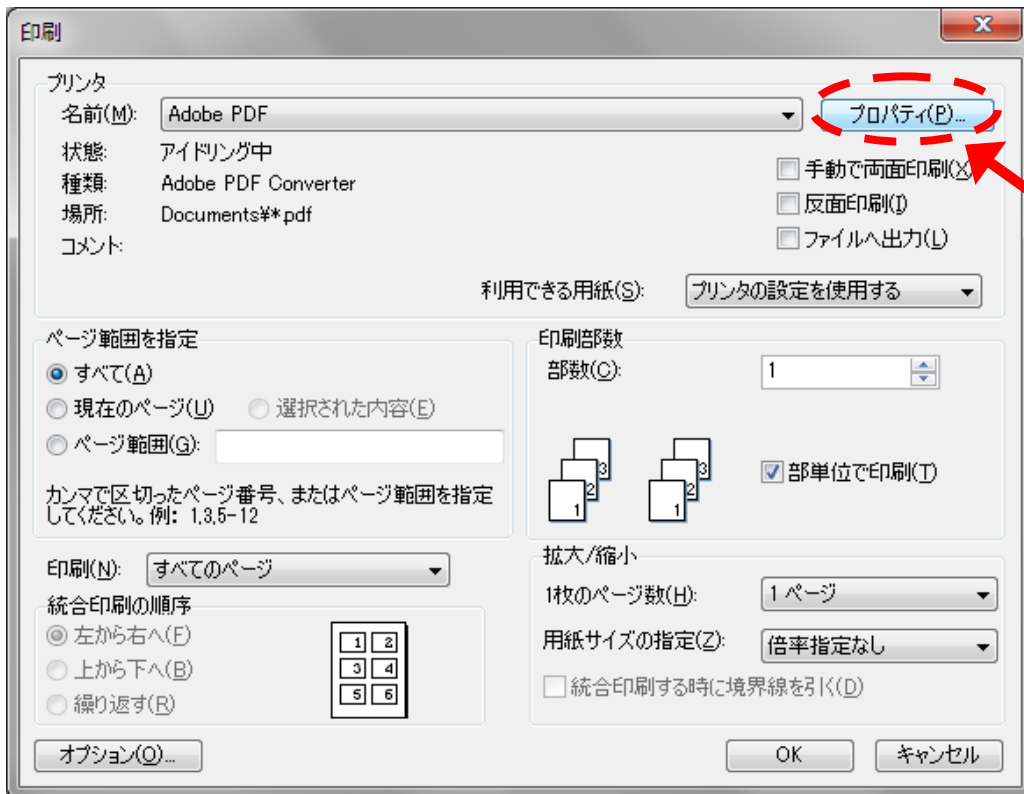 印刷
プリンタ
名前(M): Adobe PDF プロパティ(P)...
状態: アイドリング中
種類: Adobe PDF Converter
場所: Documents¥*.pdf
コメント:
手動で両面印刷(X)
反面印刷(I)
ファイルへ出力(L)
利用できる用紙(S): プリンタの設定を使用する
ページ範囲を指定
すべて(A)
現在のページ(U) 選択された内容(E)
ページ範囲(G):
カンマで区切ったページ番号、またはページ範囲を指定
してください。例: 1,3,5-12
印刷部数
部数(C): 1
1 2 3 1 2 3
部単位で印刷(T)
印刷(N): すべてのページ
統合印刷の順序
左から右へ(F)
上から下へ(B)
繰り返す(R)
1 2
3 4
5 6
拡大/縮小
1枚のページ数(H): 1 ページ
用紙サイズの指定(Z): 倍率指定なし
統合印刷する時に境界線を引く(D)
オプション(O)... OK キャンセル